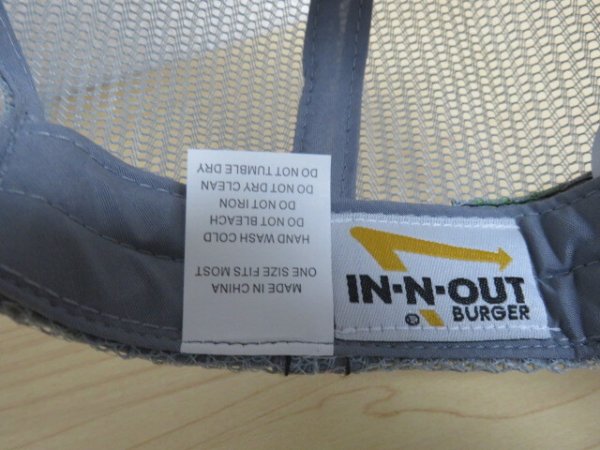 MADE IN CHINA
ONE SIZE FITS MOST
HAND WASH COLD
DO NOT BLEACH
DO NOT IRON
DO NOT DRY CLEAN
DO NOT TUMBLE DRY
IN-N-OUT
BURGER
®